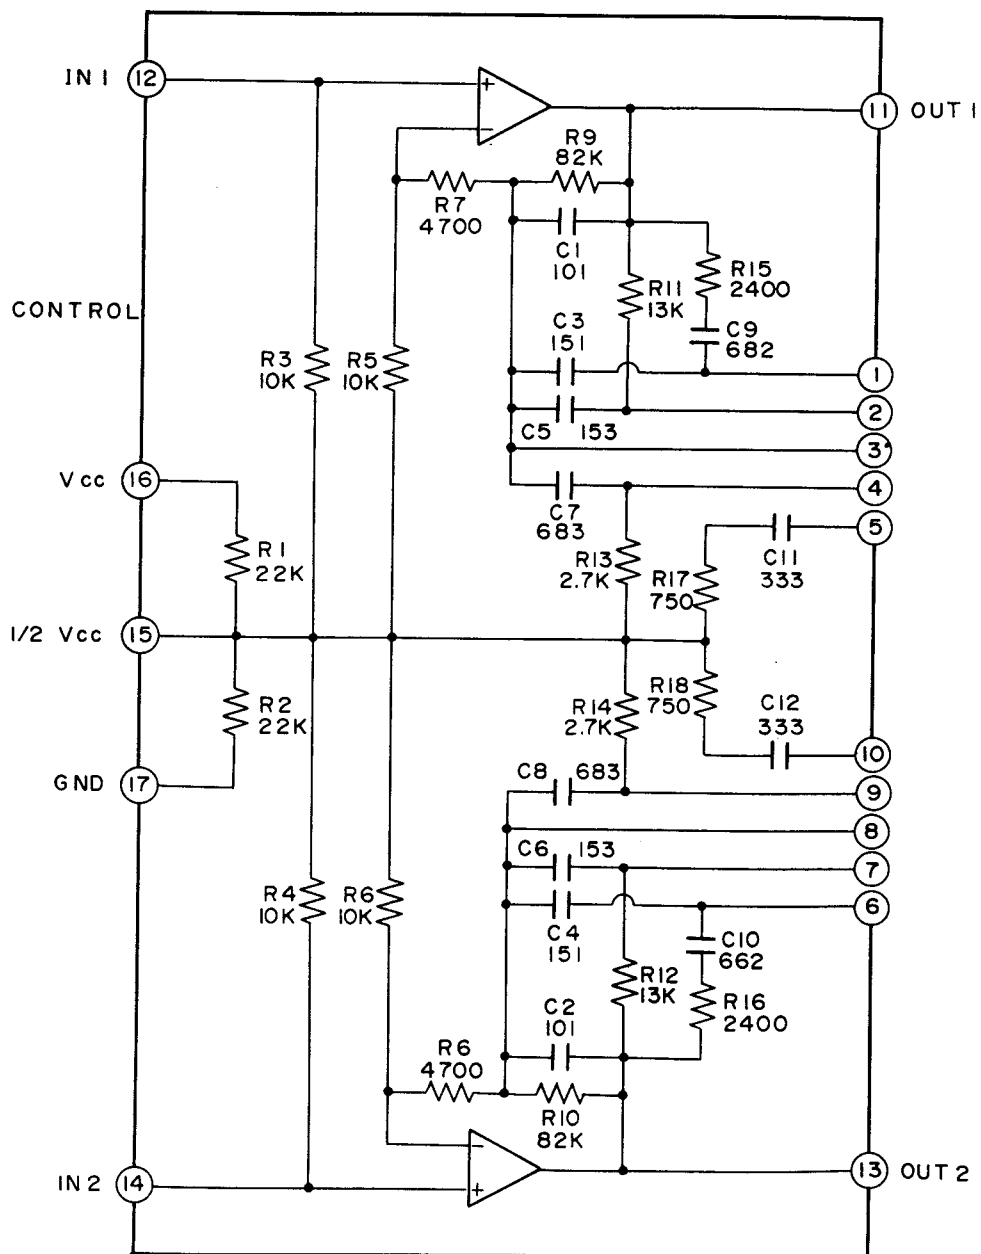 IN 1
12
+
−
11
OUT 1
R9
82K
R7
4700
C1
101
R15
2400
R11
13K
CONTROL
C3
151
C9
682
R3
10K
R5
10K
1
2
C5
153
3
Vcc
16
4
C7
683
5
R1
22K
R13
2.7K
C11
333
R17
750
1/2 Vcc
15
R2
22K
R14
2.7K
R18
750
C12
333
10
GND
17
C8
683
9
8
C6
153
7
R4
10K
R6
10K
6
C4
151
C10
662
R12
13K
C2
101
R16
2400
R6
4700
R10
82K
−
+
IN 2
14
13
OUT 2